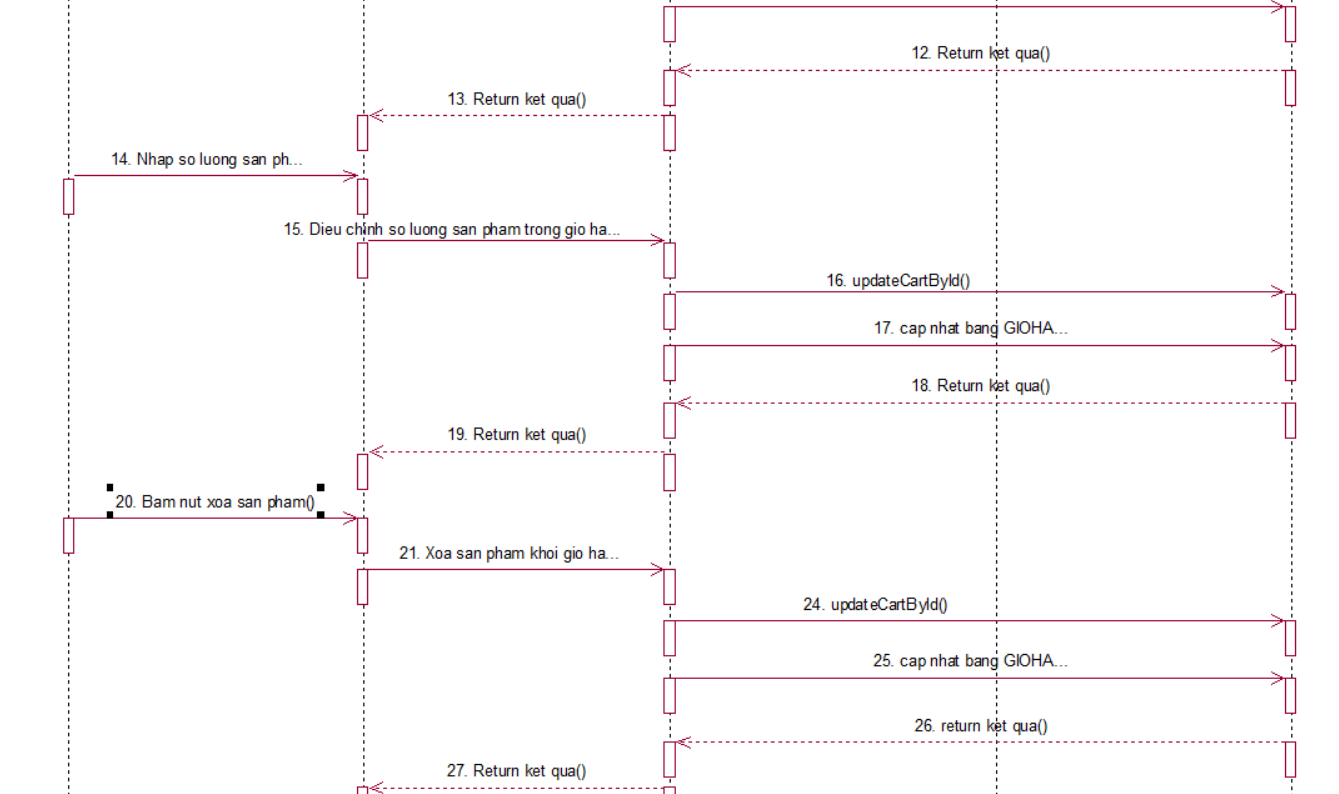 12. Return ket qua()
13. Return ket qua()
14. Nhap so luong san ph...
15. Dieu chinh so luong san pham trong gio ha...
16. updateCartById()
17. cap nhat bang GIOHA...
18. Return ket qua()
19. Return ket qua()
20. Bam nut xoa san pham()
21. Xoa san pham khoi gio ha...
24. updateCartById()
25. cap nhat bang GIOHA...
26. return ket qua()
27. Return ket qua()